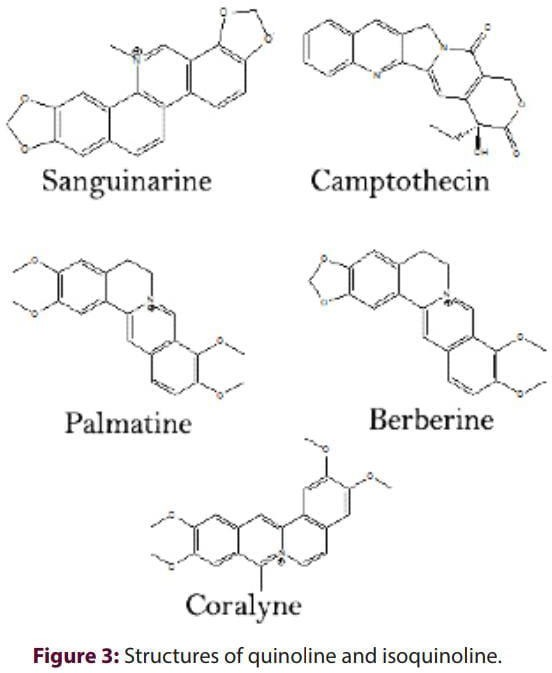 Sanguinarine
Camptothecin
Palmatine
Berberine
Coralyne
Figure 3: Structures of quinoline and isoquinoline.